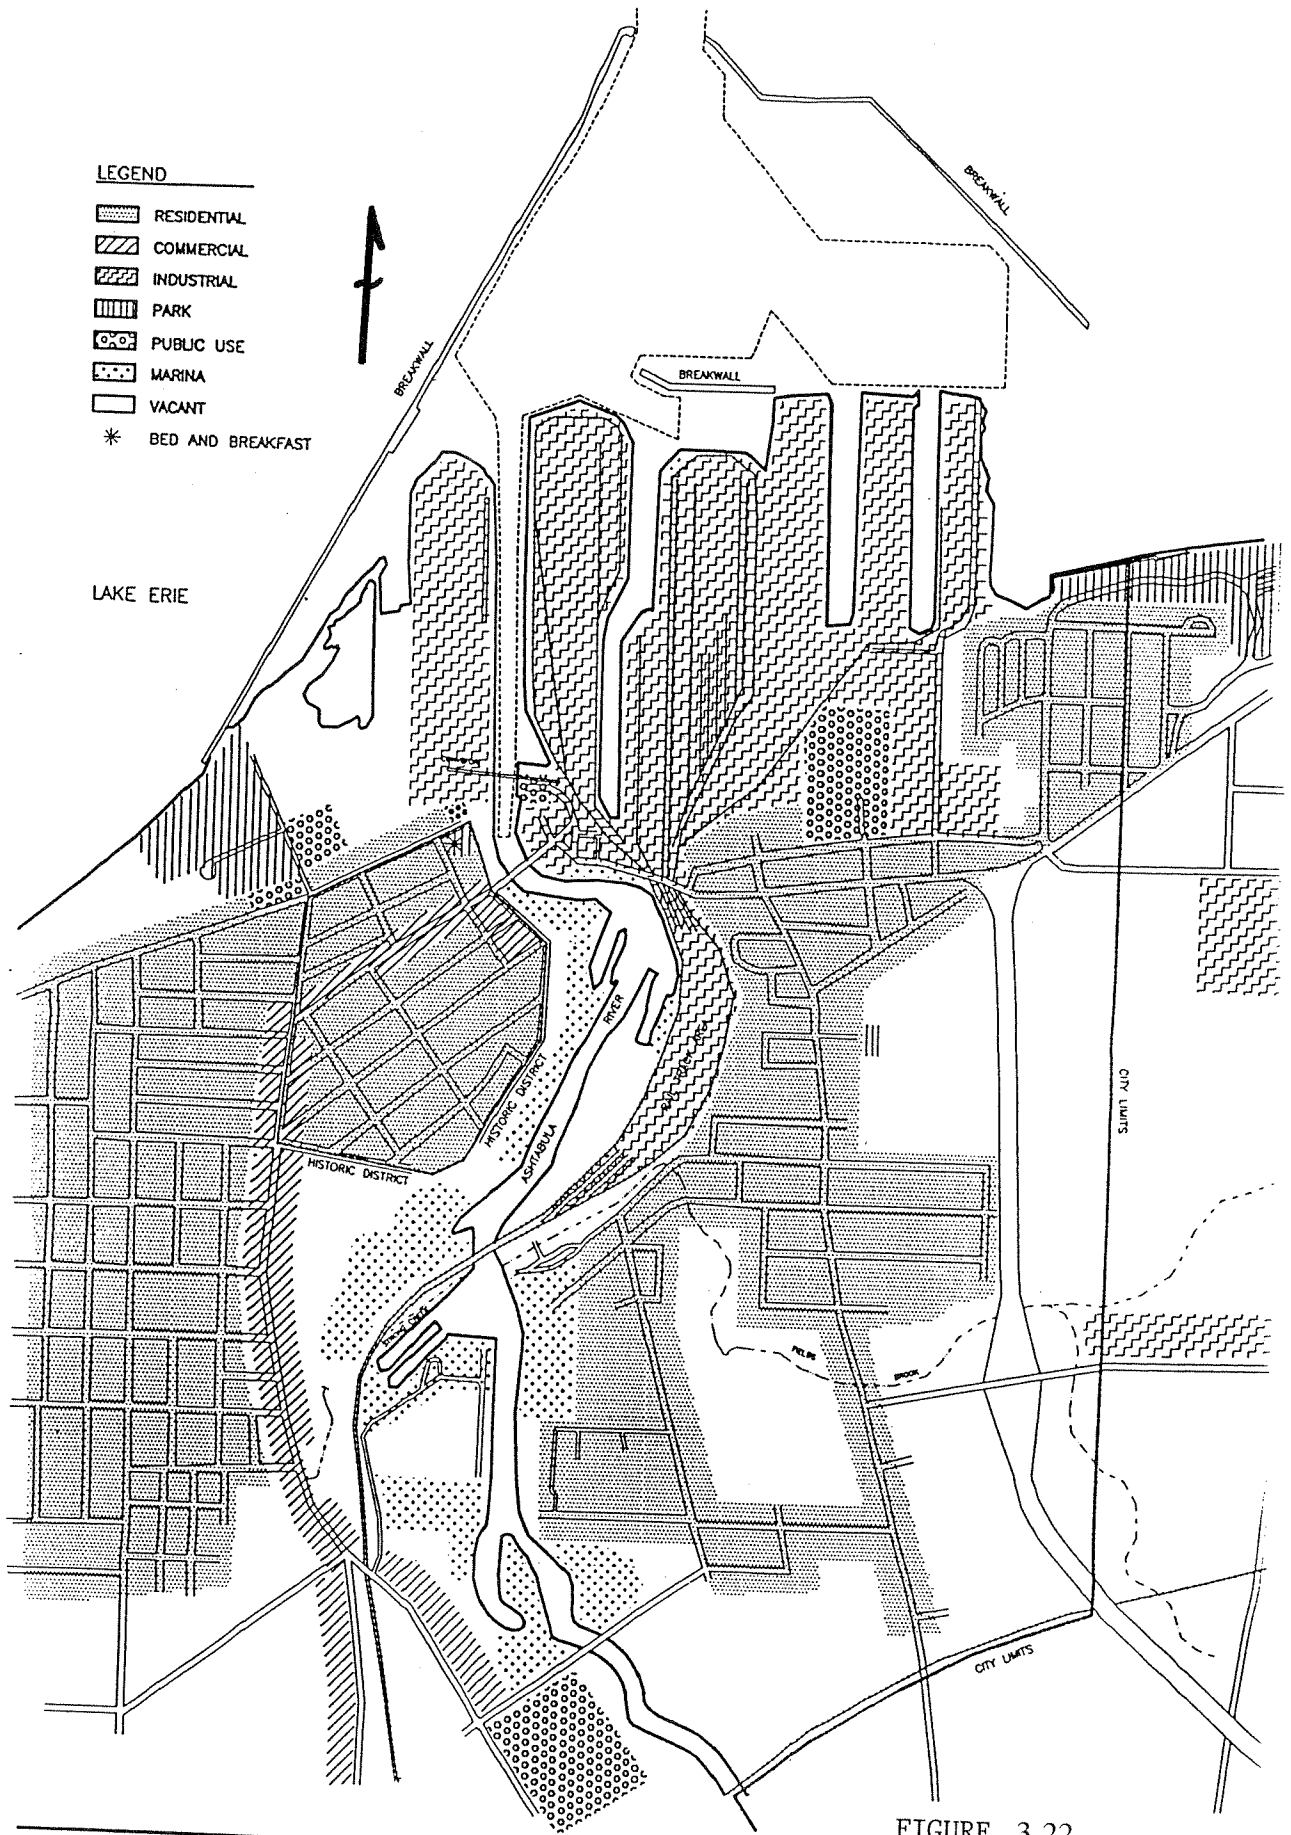 LEGEND
RESIDENTIAL
COMMERCIAL
INDUSTRIAL
PARK
PUBLIC USE
MARINA
VACANT
BED AND BREAKFAST
BREAKWALL
BREAKWALL
BREAKWALL
LAKE ERIE
RIVER
HISTORIC DISTRICT
ASHTABULA
HISTORIC DISTRICT
CITY LIMITS
FIELDS
BROOK
CITY LIMITS
FIGURE 3.22